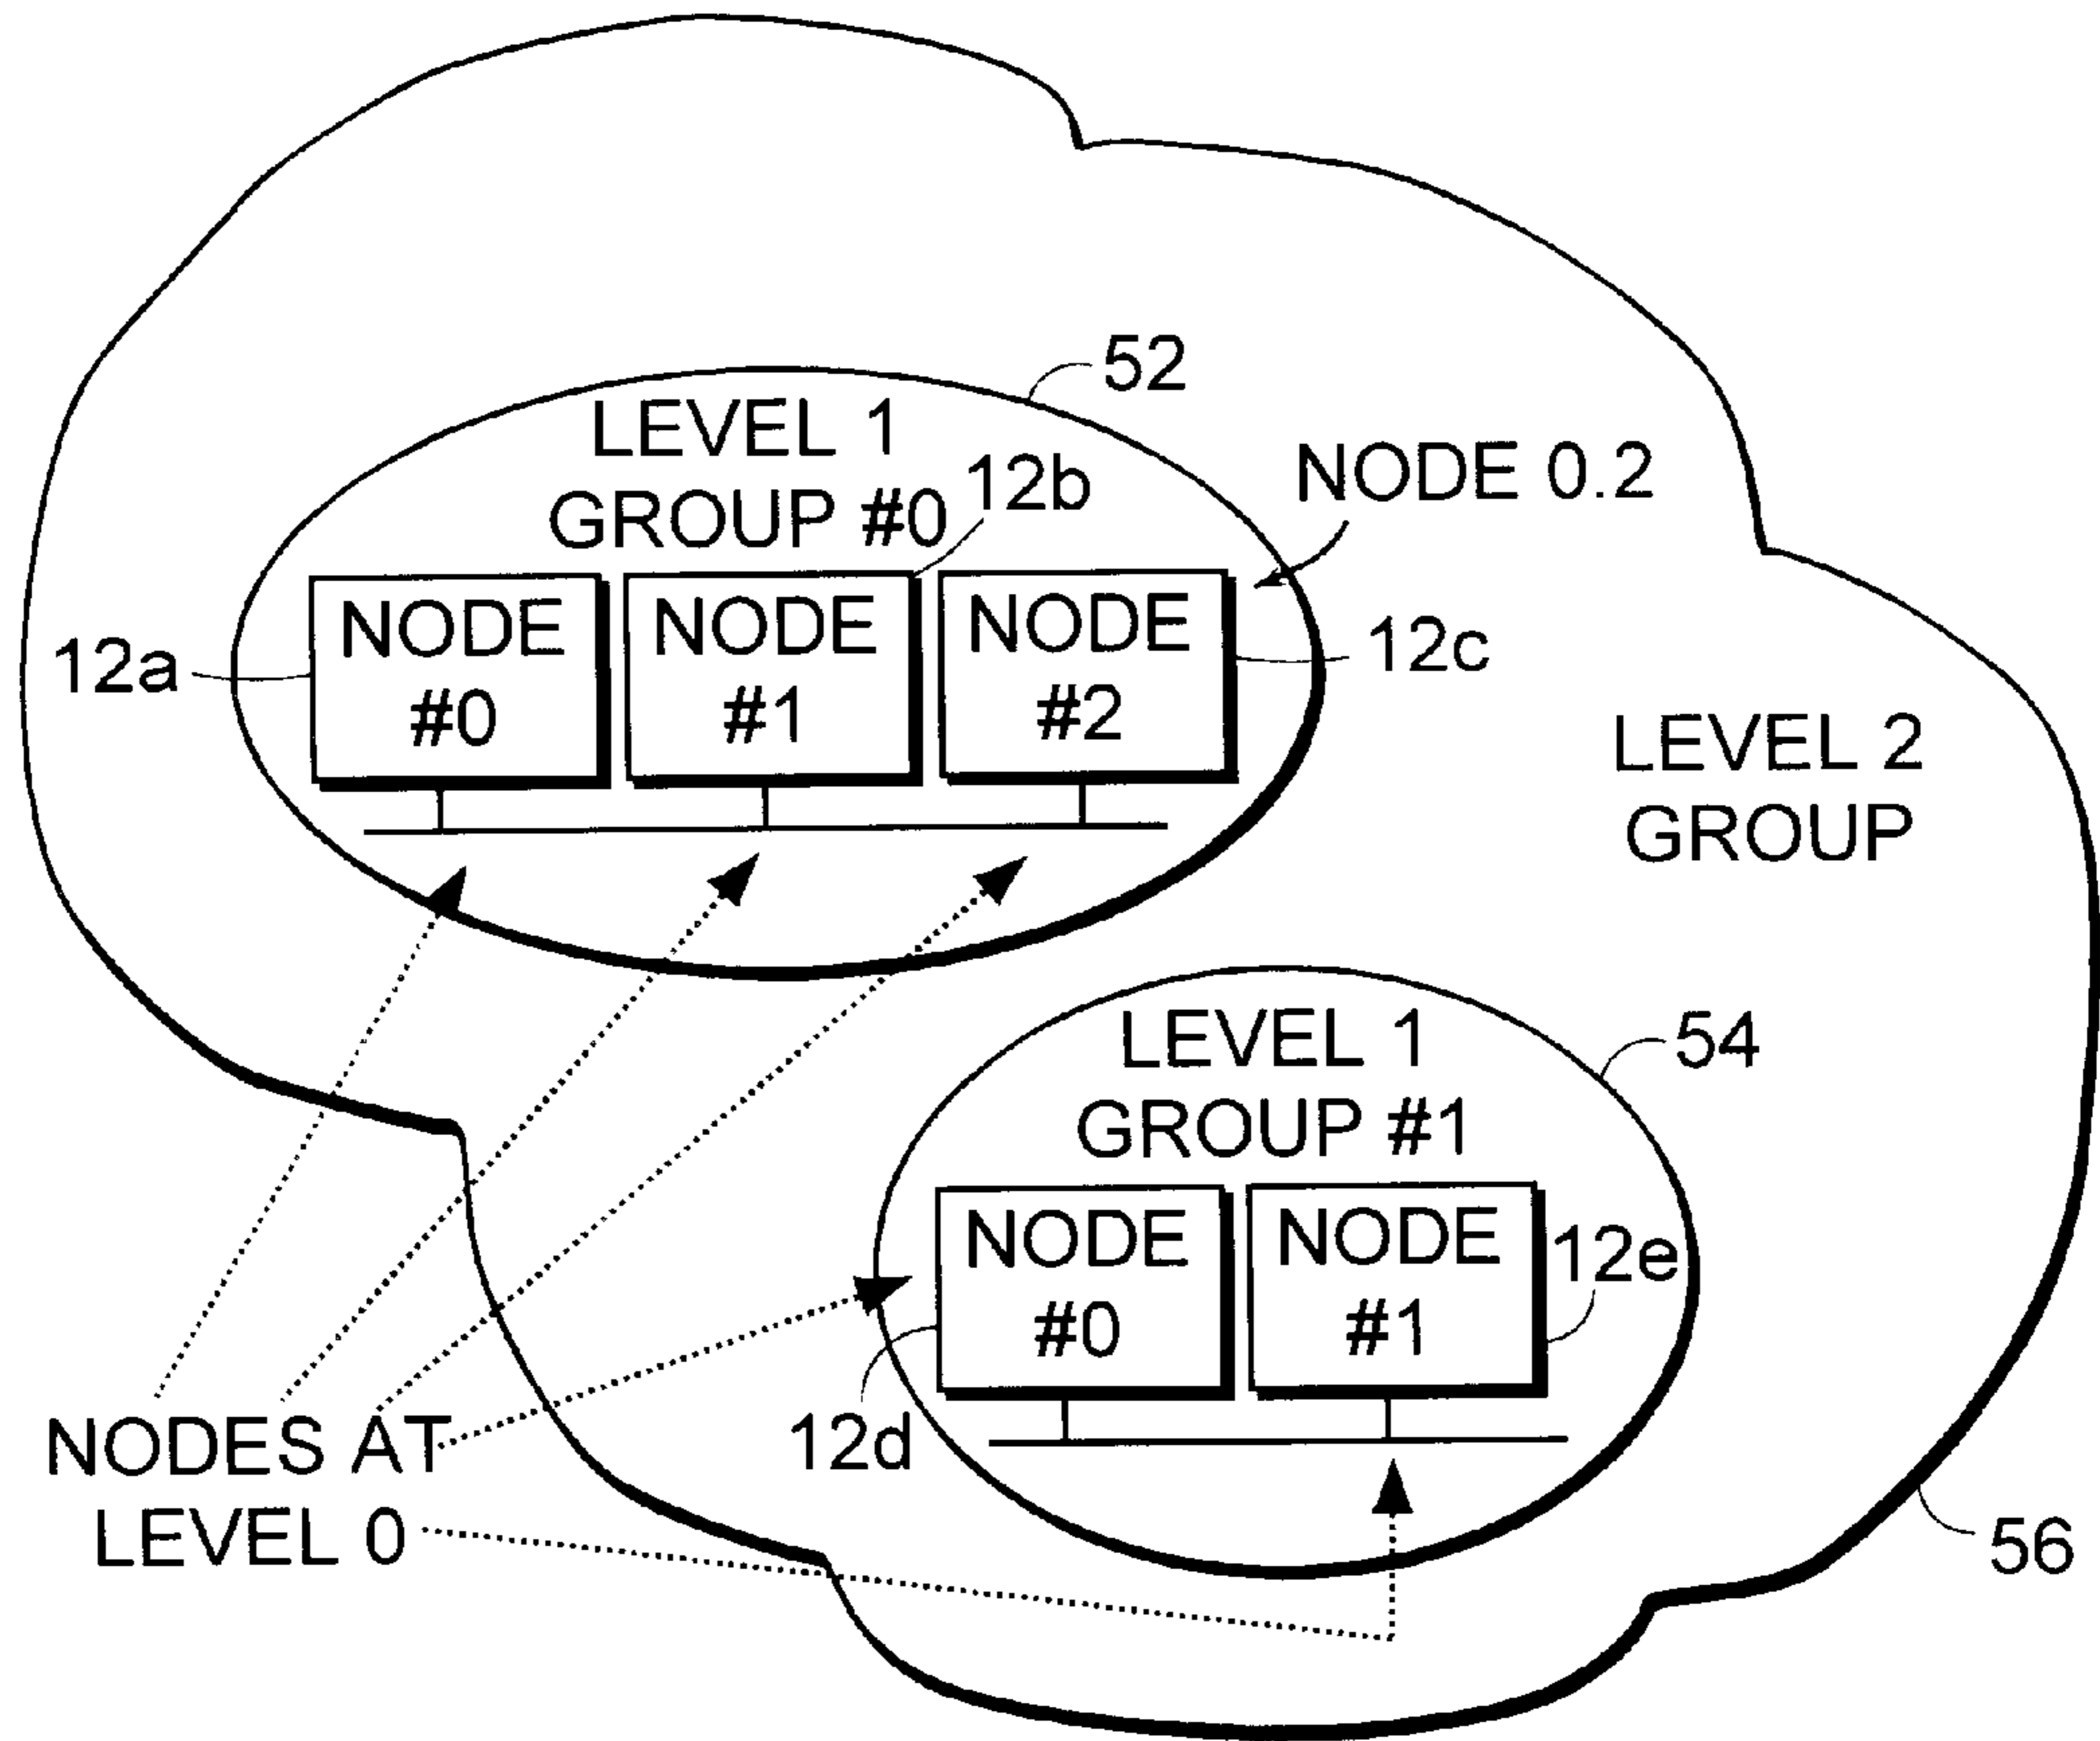 52
LEVEL 1
GROUP #0
12b
NODE 0.2
NODE
#0
NODE
#1
NODE
#2
12a
12c
LEVEL 2
GROUP
54
LEVEL 1
GROUP #1
NODE
#0
NODE
#1
12e
12d
NODES AT
LEVEL 0
56